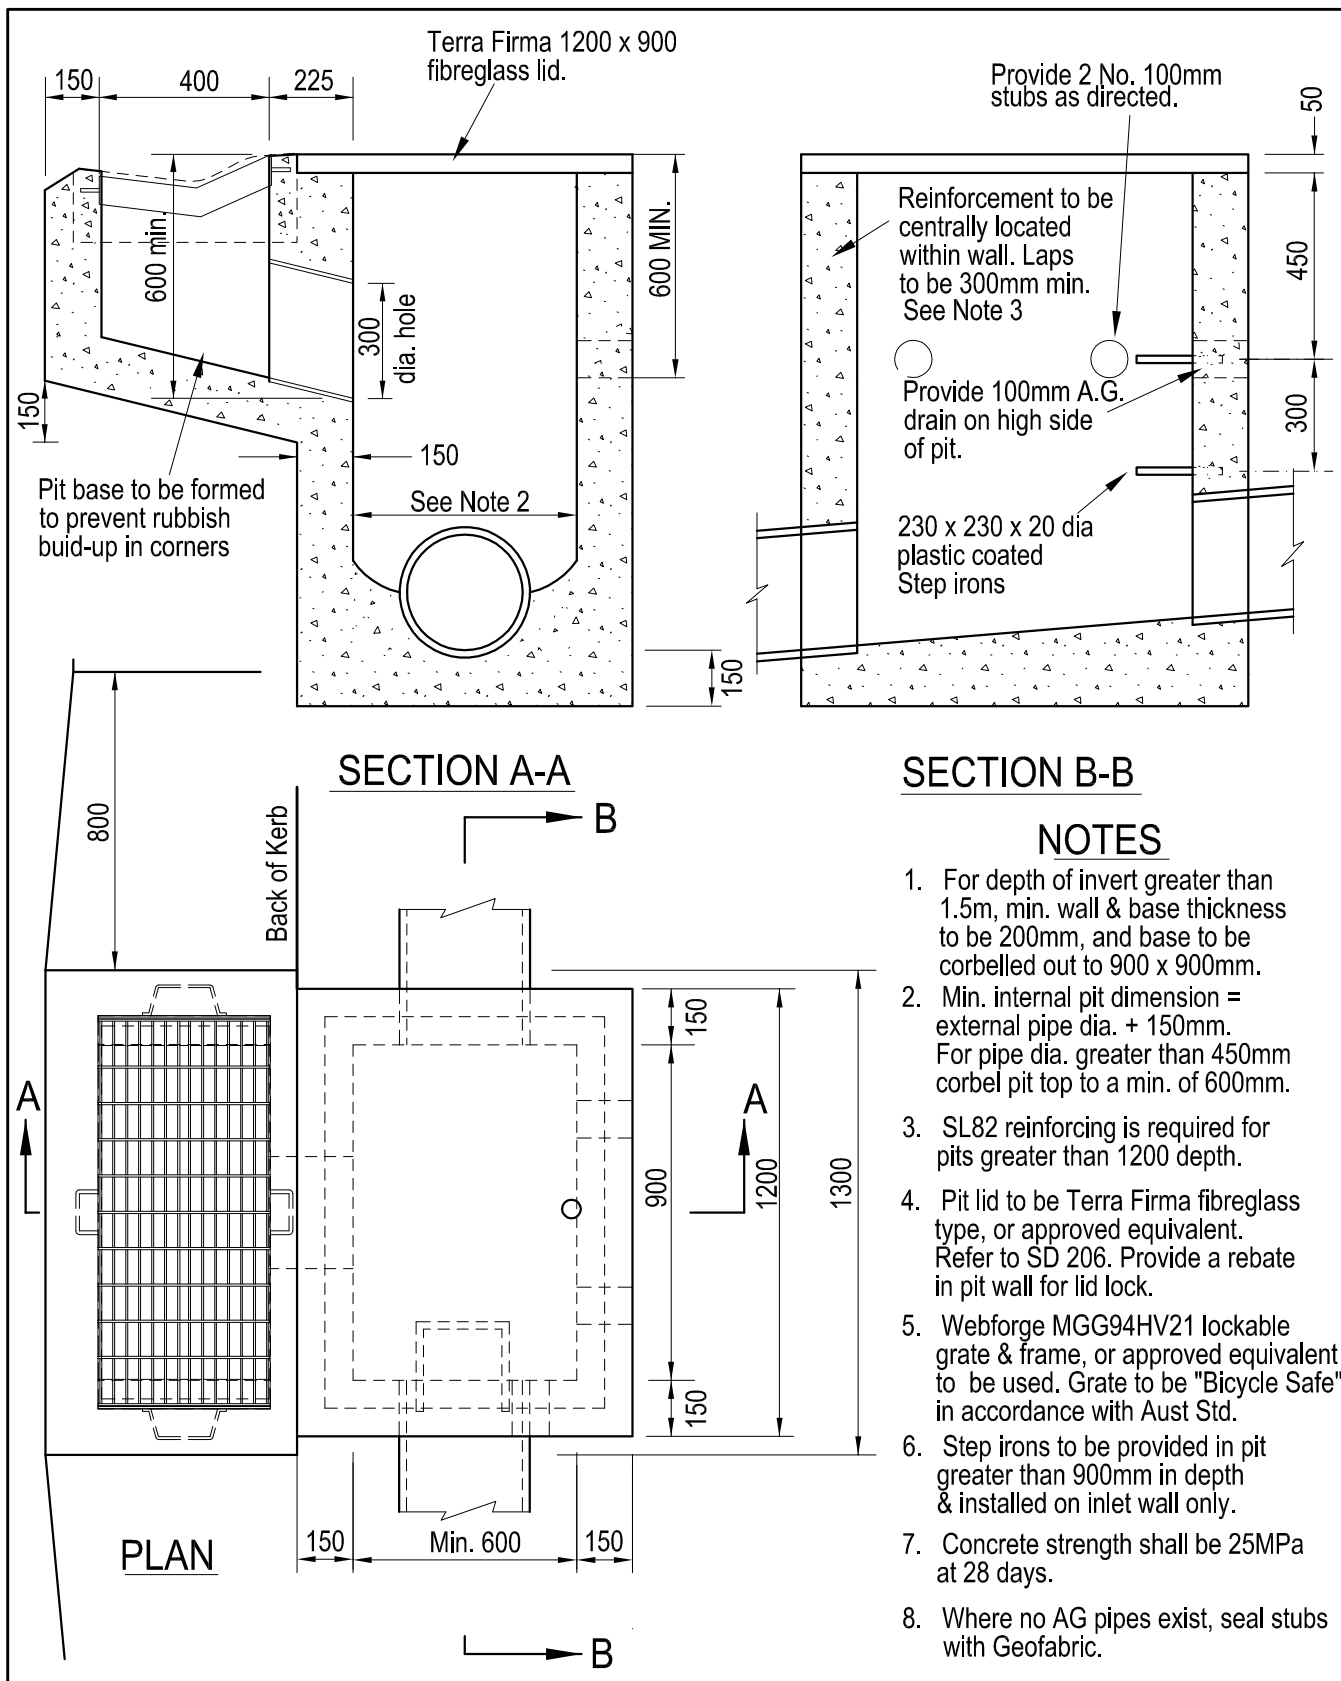 Terra Firma 1200 x 900
fibreglass lid.
150
400
225
600 min.
300
dia. hole
600 MIN.
150
150
See Note 2
150
Pit base to be formed
to prevent rubbish
buid-up in corners
SECTION A-A
Provide 2 No. 100mm
stubs as directed.
50
Reinforcement to be
centrally located
within wall. Laps
to be 300mm min.
See Note 3
450
Provide 100mm A.G.
drain on high side
of pit.
300
230 x 230 x 20 dia
plastic coated
Step irons
SECTION B-B
800
Back of Kerb
B
A
A
150
900
150
1200
1300
150
Min. 600
150
B
PLAN
NOTES
1. For depth of invert greater than
1.5m, min. wall & base thickness
to be 200mm, and base to be
corbelled out to 900 x 900mm.
2. Min. internal pit dimension =
external pipe dia. + 150mm.
For pipe dia. greater than 450mm
corbel pit top to a min. of 600mm.
3. SL82 reinforcing is required for
pits greater than 1200 depth.
4. Pit lid to be Terra Firma fibreglass
type, or approved equivalent.
Refer to SD 206. Provide a rebate
in pit wall for lid lock.
5. Webforge MGG94HV21 lockable
grate & frame, or approved equivalent
to be used. Grate to be "Bicycle Safe"
in accordance with Aust Std.
6. Step irons to be provided in pit
greater than 900mm in depth
& installed on inlet wall only.
7. Concrete strength shall be 25MPa
at 28 days.
8. Where no AG pipes exist, seal stubs
with Geofabric.